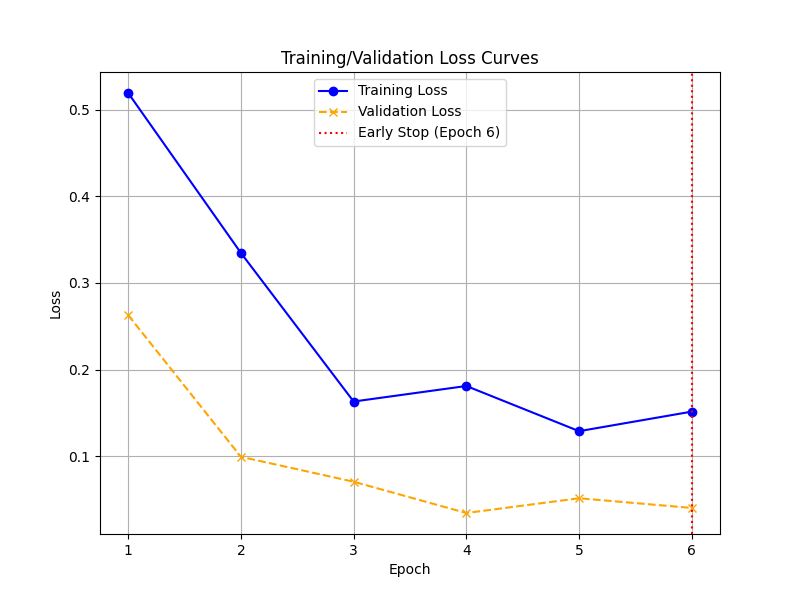 Training/Validation Loss Curves
Training Loss
Validation Loss
Early Stop (Epoch 6)
0.5
0.4
0.3
0.2
0.1
Loss
1 2 3 4 5 6
Epoch